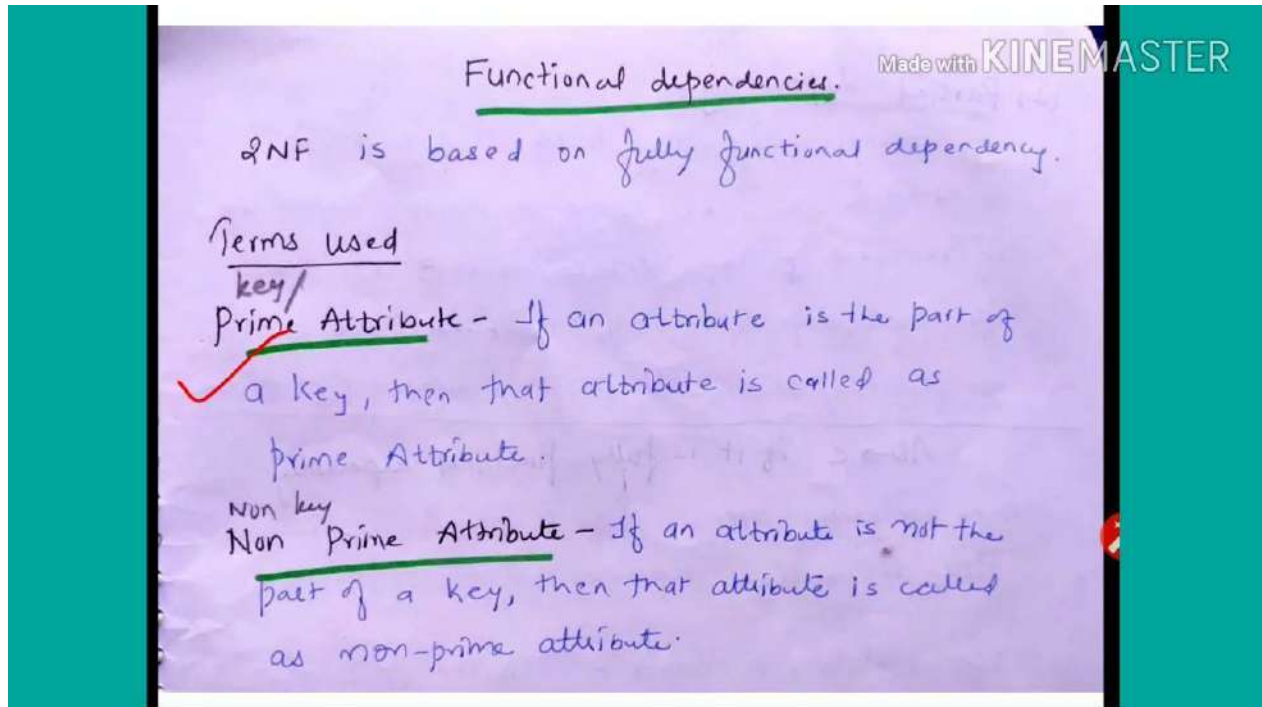 Made with KINEMASTER
Functional dependencies.
2NF is based on fully functional dependency.
Terms used
key/
Prime Attribute - If an attribute is the part of
a key, then that attribute is called as
prime Attribute.
Non key
Non Prime Attribute - If an attribute is not the
part of a key, then that attribute is called
as non-prime attribute.